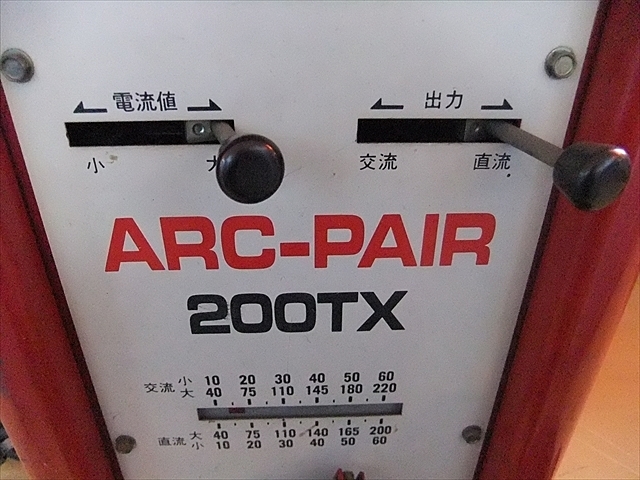 電流値
出力
小 大
交流 直流
ARC-PAIR
200TX
交流 小 10 20 30 40 50 60
大 40 75 110 145 180 220
直流 大 40 75 110 140 165 200
小 10 20 30 40 50 60